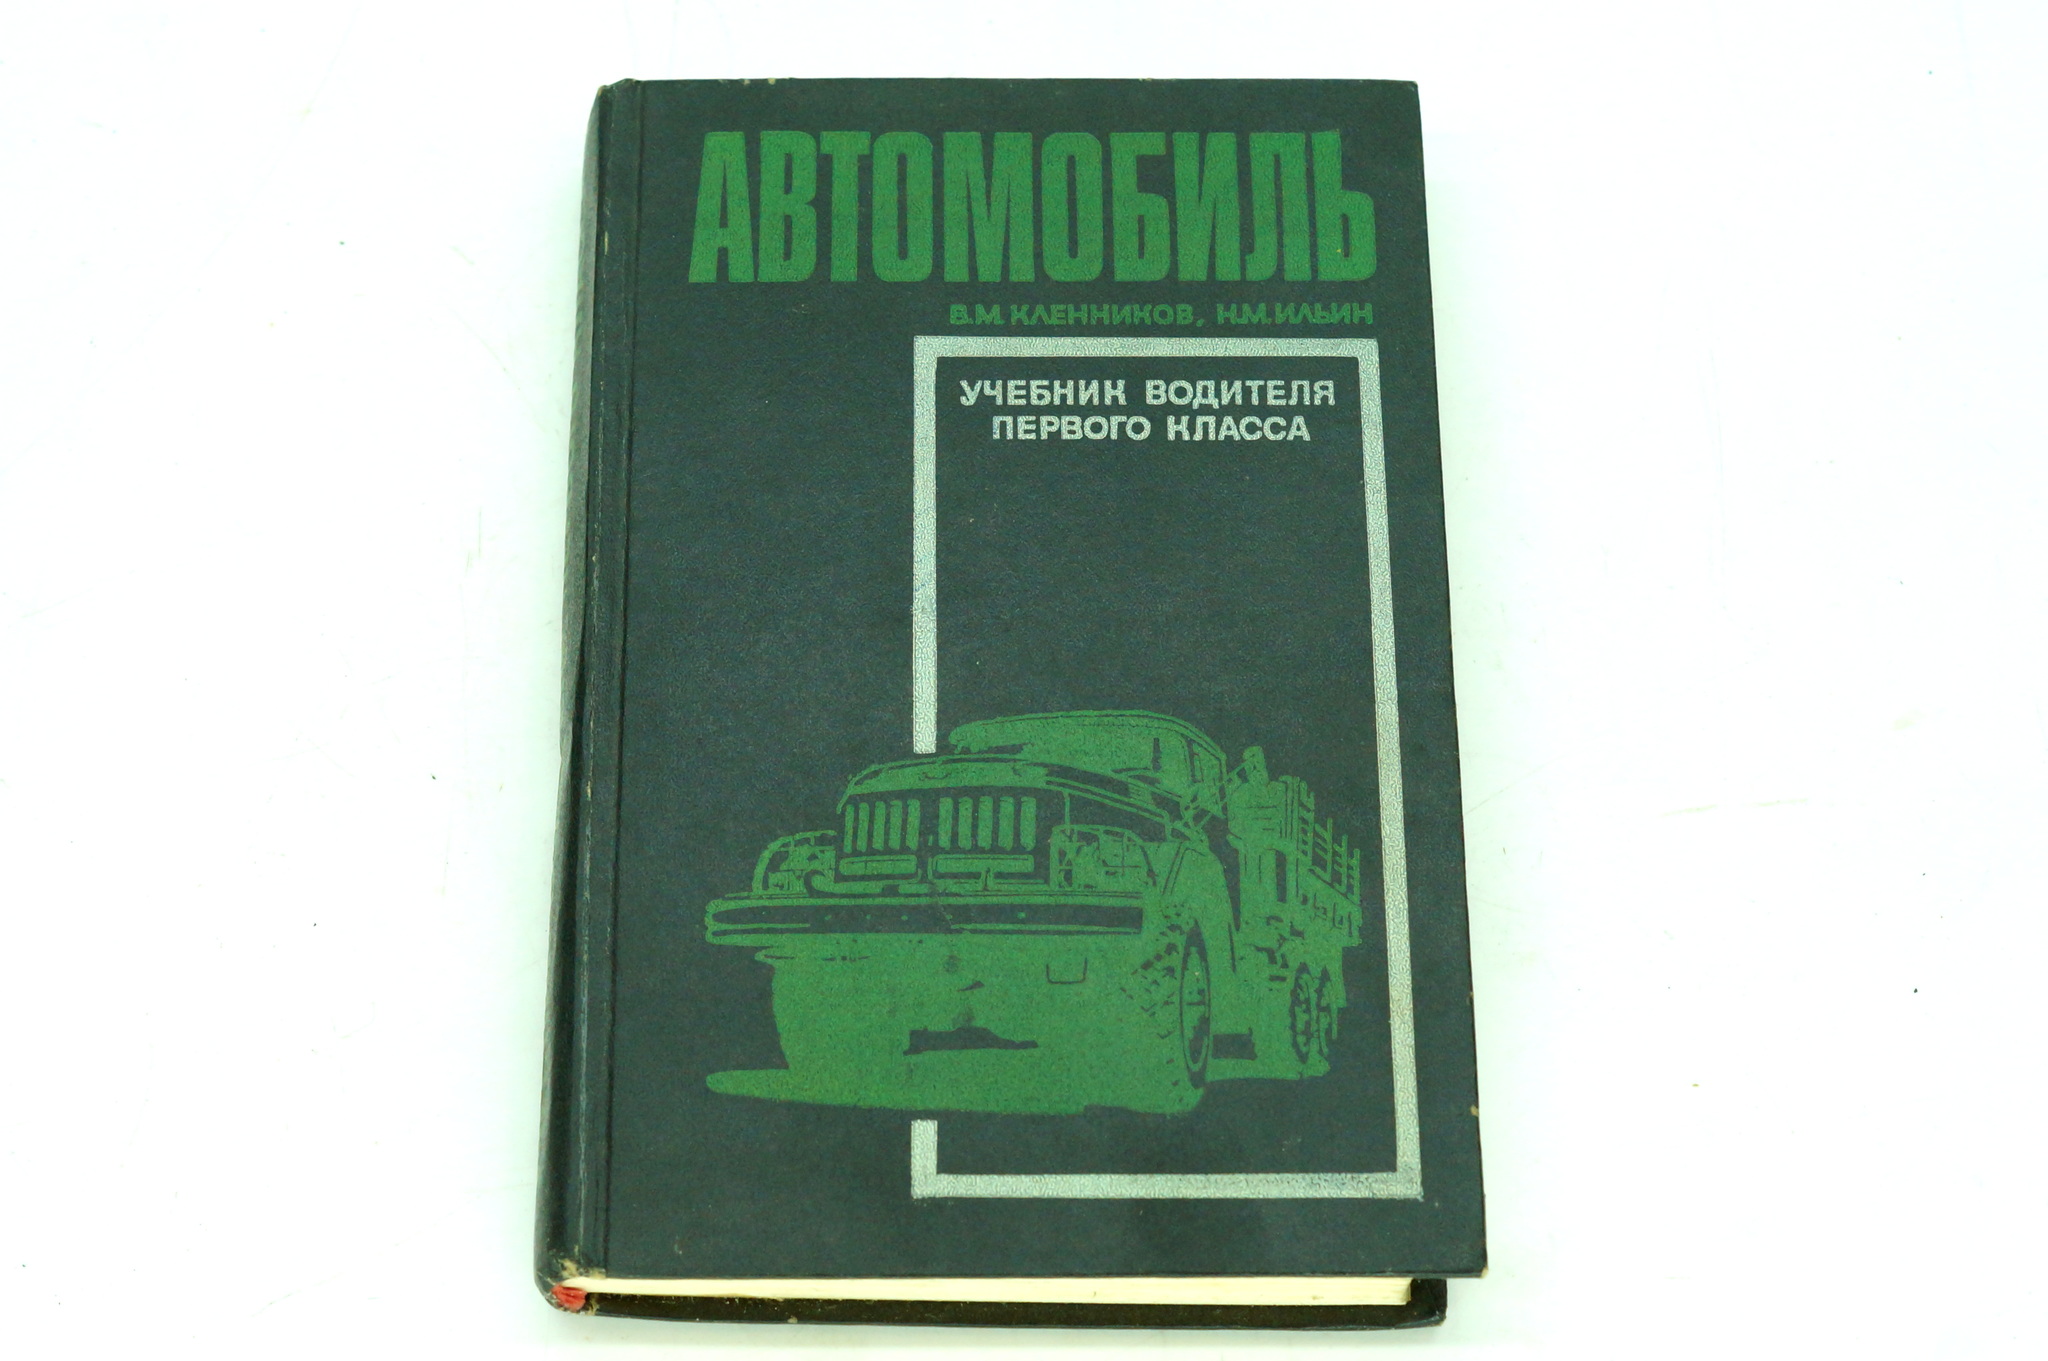 АВТОМОБИЛЬ
В.М. КЛЕННИКОВ, Н.М. ИЛЬИН
УЧЕБНИК ВОДИТЕЛЯ
ПЕРВОГО КЛАССА